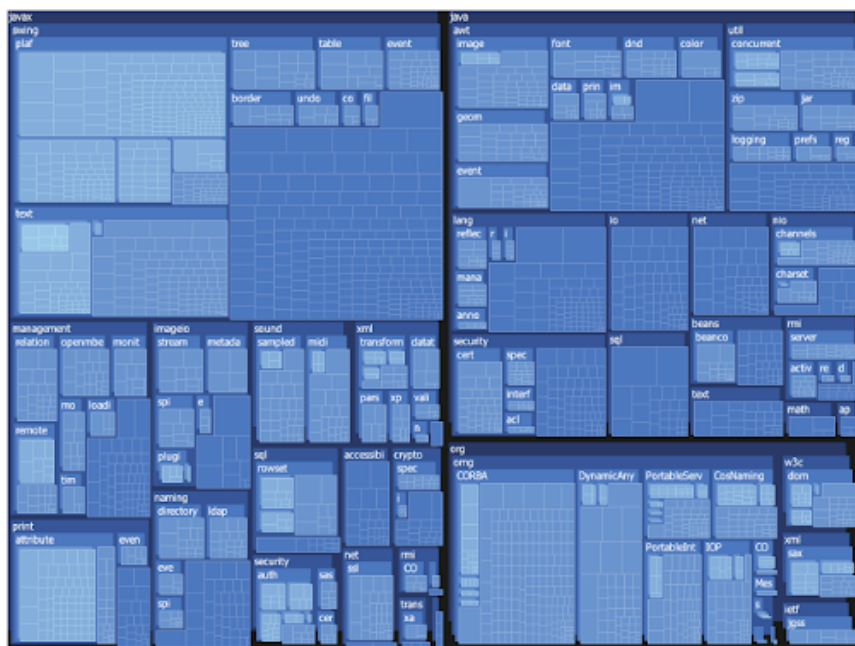 javax
swing
plaf
tree
table
event
border
undo
co
fil
text
management
relation
openmbe
monit
mo
loadi
remote
tim
print
attribute
even
imageio
stream
metada
spi
e
plugi
naming
directory
ldap
eve
spi
sound
sampled
midi
sql
rowset
security
auth
sas
cer
xml
transform
datat
pars
xp
vali
n
accessibl
crypto
spec
i
net
ssl
rmi
CO
trans
xa
java
awt
image
font
dnd
color
data
prin
im
geom
event
util
concurrent
zip
jar
logging
prefs
reg
lang
reflec
r
i
mana
anno
io
net
nio
channels
charset
security
cert
spec
interf
acl
sql
beans
beanco
text
rmi
server
activ
re
d
math
ap
org
omg
CORBA
DynamicAny
PortableServ
CosNaming
PortableInt
IOP
CO
Mes
s
w3c
dom
xml
sax
ietf
jgss